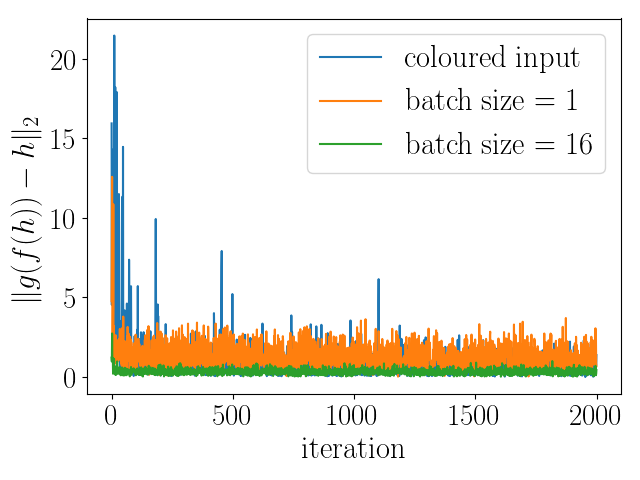 coloured input
batch size = 1
batch size = 16
‖g(f(h)) − h‖₂
20
15
10
5
0
0 500 1000 1500 2000
iteration